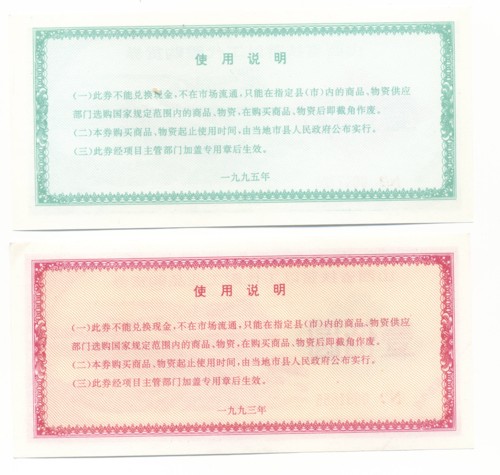 使用说明
(一)此券不能兑换现金,不在市场流通,只能在指定县(市)内的商品、物资供应
部门选购国家规定范围内的商品、物资,在购买商品、物资后即截角作废。
(二)本券购买商品、物资起止使用时间,由当地市县人民政府公布实行。
(三)此券经项目主管部门加盖专用章后生效。
一九九五年
使用说明
(一)此券不能兑换现金,不在市场流通,只能在指定县(市)内的商品、物资供应
部门选购国家规定范围内的商品、物资,在购买商品、物资后即截角作废。
(二)本券购买商品、物资起止使用时间,由当地市县人民政府公布实行。
(三)此券经项目主管部门加盖专用章后生效。
一九九三年